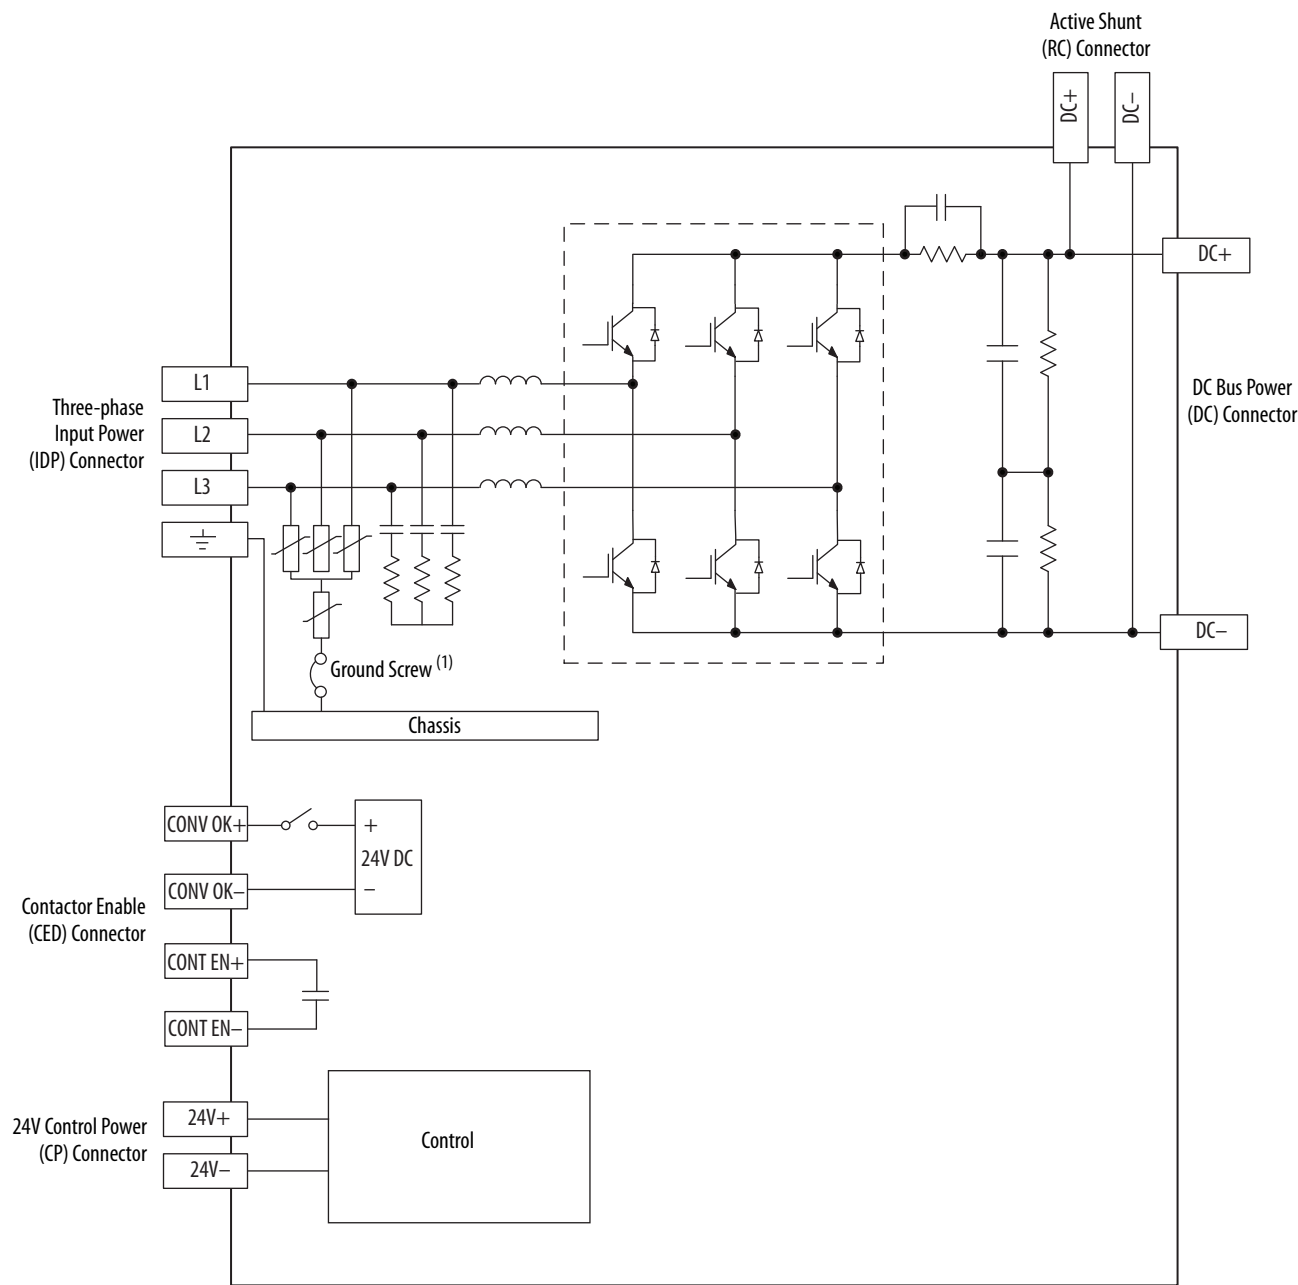 Active Shunt
(RC) Connector
DC+
DC−
DC+
L1
Three-phase
Input Power
(IDP) Connector
L2
L3
DC Bus Power
(DC) Connector
DC−
Ground Screw (1)
Chassis
CONV OK+
+
24V DC
CONV OK−
−
Contactor Enable
(CED) Connector
CONT EN+
CONT EN−
24V Control Power
(CP) Connector
24V+
24V−
Control